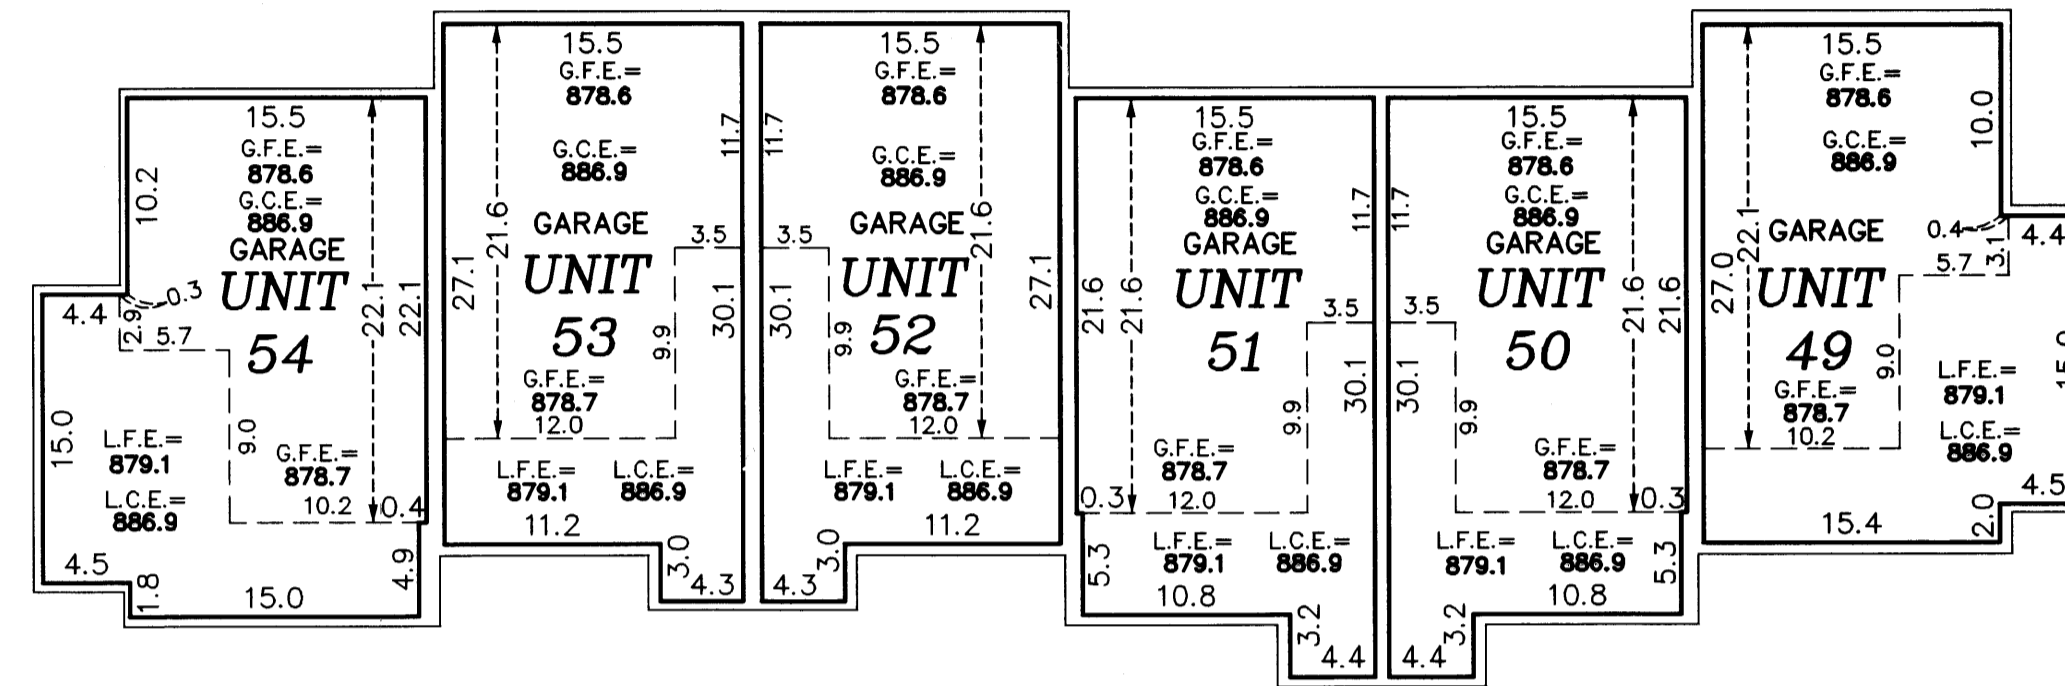 15.5
G.F.E.=
878.6
G.C.E.=
886.9
GARAGE
UNIT
54
10.2
0.3
4.4
2.9
5.7
22.1
22.1
15.0
9.0
L.F.E.=
879.1
L.C.E.=
886.9
G.F.E.=
878.7
10.2
0.4
4.5
1.8
15.0
4.9
15.5
G.F.E.=
878.6
G.C.E.=
886.9
11.7
GARAGE
UNIT
53
21.6
27.1
3.5
30.1
9.9
G.F.E.=
878.7
12.0
L.F.E.=
879.1
L.C.E.=
886.9
11.2
3.0
4.3
15.5
G.F.E.=
878.6
G.C.E.=
886.9
11.7
GARAGE
UNIT
52
21.6
27.1
3.5
30.1
9.9
G.F.E.=
878.7
12.0
L.F.E.=
879.1
L.C.E.=
886.9
11.2
3.0
4.3
15.5
G.F.E.=
878.6
G.C.E.=
886.9
11.7
GARAGE
UNIT
51
21.6
21.6
3.5
30.1
9.9
G.F.E.=
878.7
0.3
12.0
L.F.E.=
879.1
L.C.E.=
886.9
5.3
10.8
3.2
4.4
15.5
G.F.E.=
878.6
G.C.E.=
886.9
11.7
GARAGE
UNIT
50
21.6
21.6
3.5
30.1
9.9
G.F.E.=
878.7
12.0
0.3
L.F.E.=
879.1
L.C.E.=
886.9
5.3
10.8
3.2
4.4
15.5
G.F.E.=
878.6
10.0
G.C.E.=
886.9
GARAGE
UNIT
49
22.1
27.0
0.4
4.4
3.1
5.7
9.0
L.F.E.=
879.1
G.F.E.=
878.7
10.2
L.C.E.=
886.9
4.5
2.0
15.4